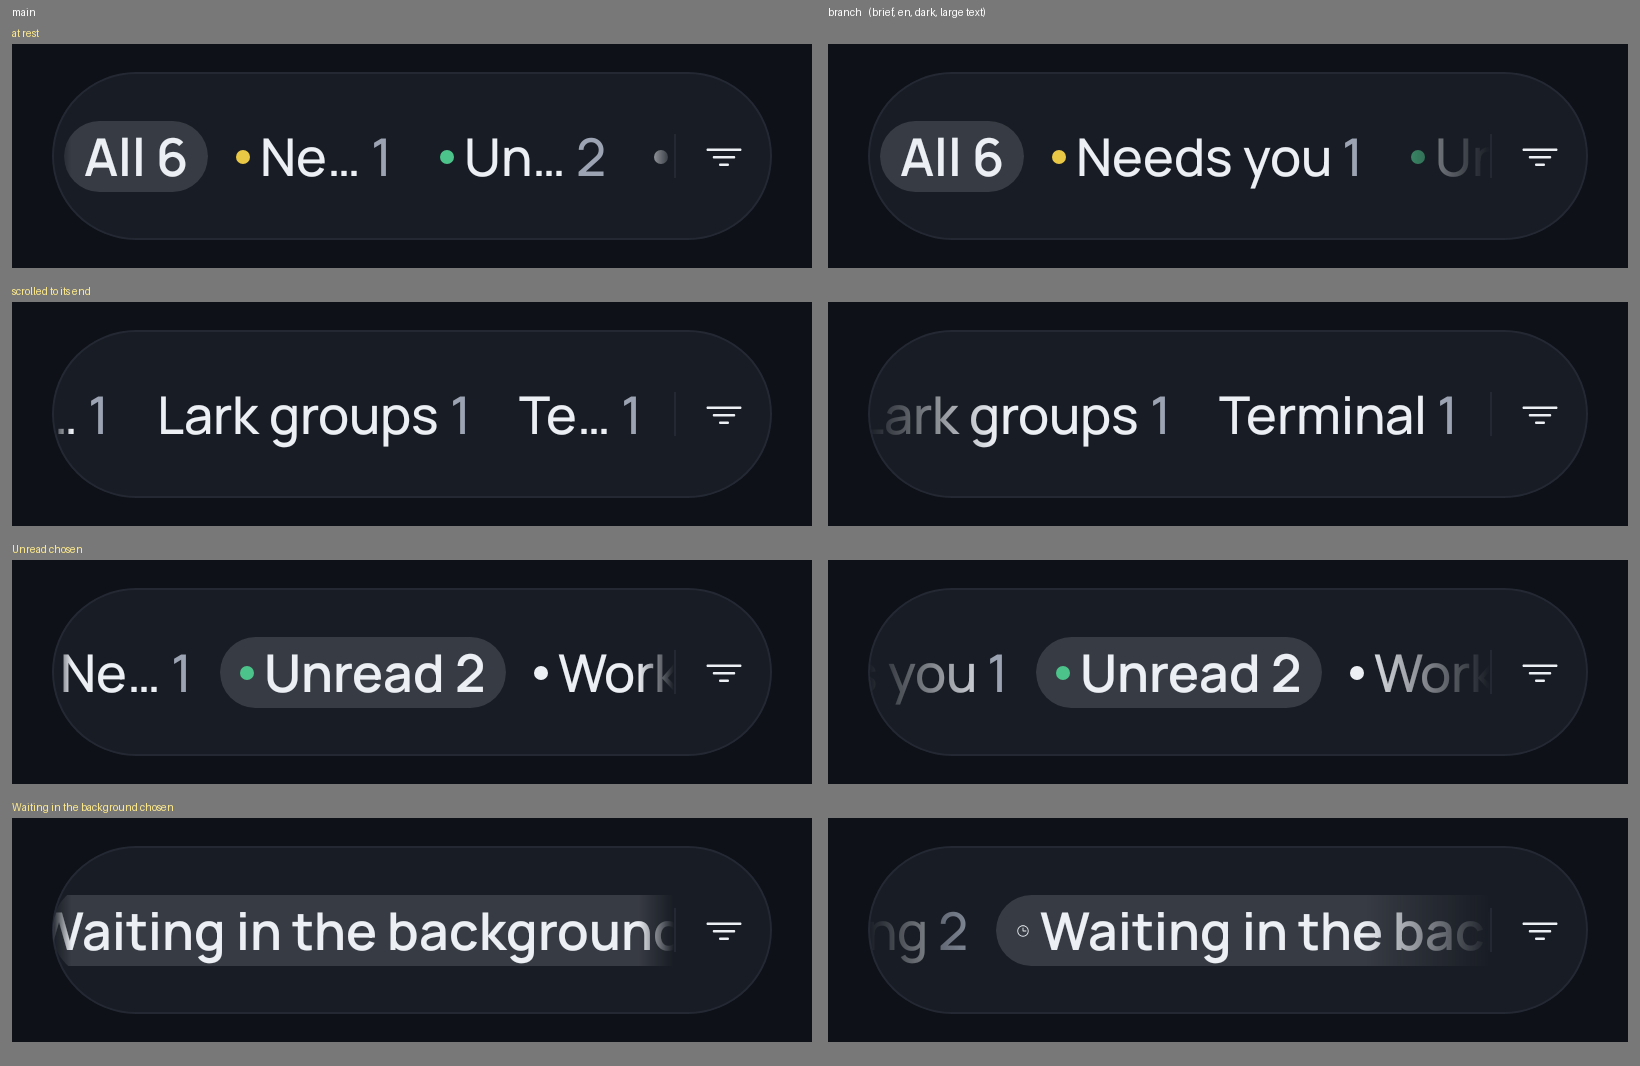 main
branch (brief, en, dark, large text)
at rest
All 6 Ne... 1 Un... 2
All 6 Needs you 1 Un
scrolled to its end
.. 1 Lark groups 1 Te... 1
ark groups 1 Terminal 1
Unread chosen
Ne... 1 Unread 2 Work
s you 1 Unread 2 Work
Waiting in the background chosen
Waiting in the background
ng 2 Waiting in the bac